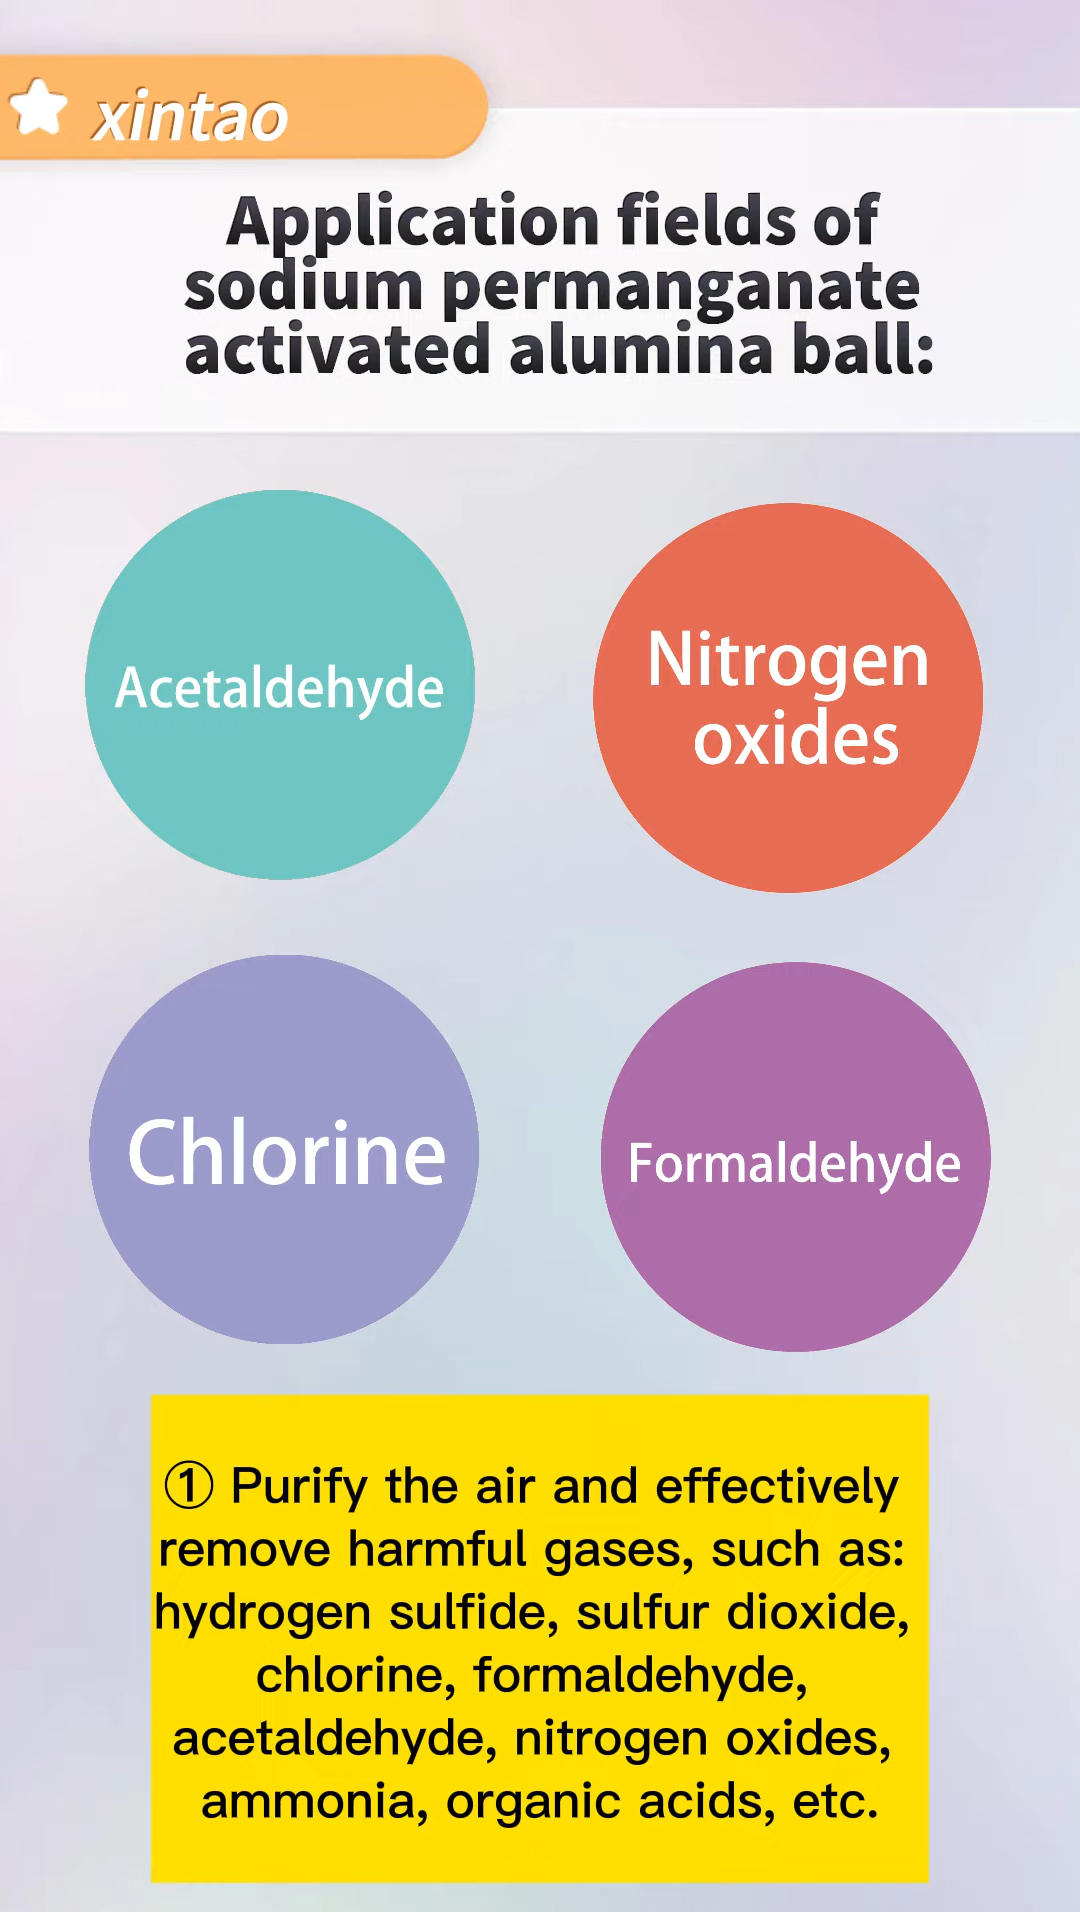 xintao
Application fields of
sodium permanganate
activated alumina ball:
Acetaldehyde
Nitrogen
oxides
Chlorine
Formaldehyde
① Purify the air and effectively
remove harmful gases, such as:
hydrogen sulfide, sulfur dioxide,
chlorine, formaldehyde,
acetaldehyde, nitrogen oxides,
ammonia, organic acids, etc.